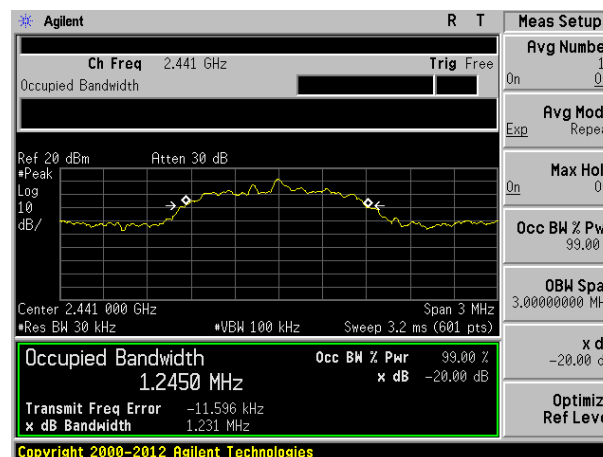 Agilent R T Meas Setup
Ch Freq 2.441 GHz Trig Free
Occupied Bandwidth
Avg Numbe
1
On 0
Avg Mod
Exp Repea
Ref 20 dBm Atten 30 dB
#Peak
Log
10
dB/
Max Hol
On O
Occ BW % Pw
99.00
OBW Spa
3.00000000 MH
Center 2.441 000 GHz Span 3 MHz
#Res BW 30 kHz #VBW 100 kHz Sweep 3.2 ms (601 pts)
Occupied Bandwidth Occ BW % Pwr 99.00 %
1.2450 MHz x dB -20.00 dB
Transmit Freq Error -11.596 kHz
x dB Bandwidth 1.231 MHz
x d
-20.00 d
Optimiz
Ref Leve
Copyright 2000-2012 Agilent Technologies